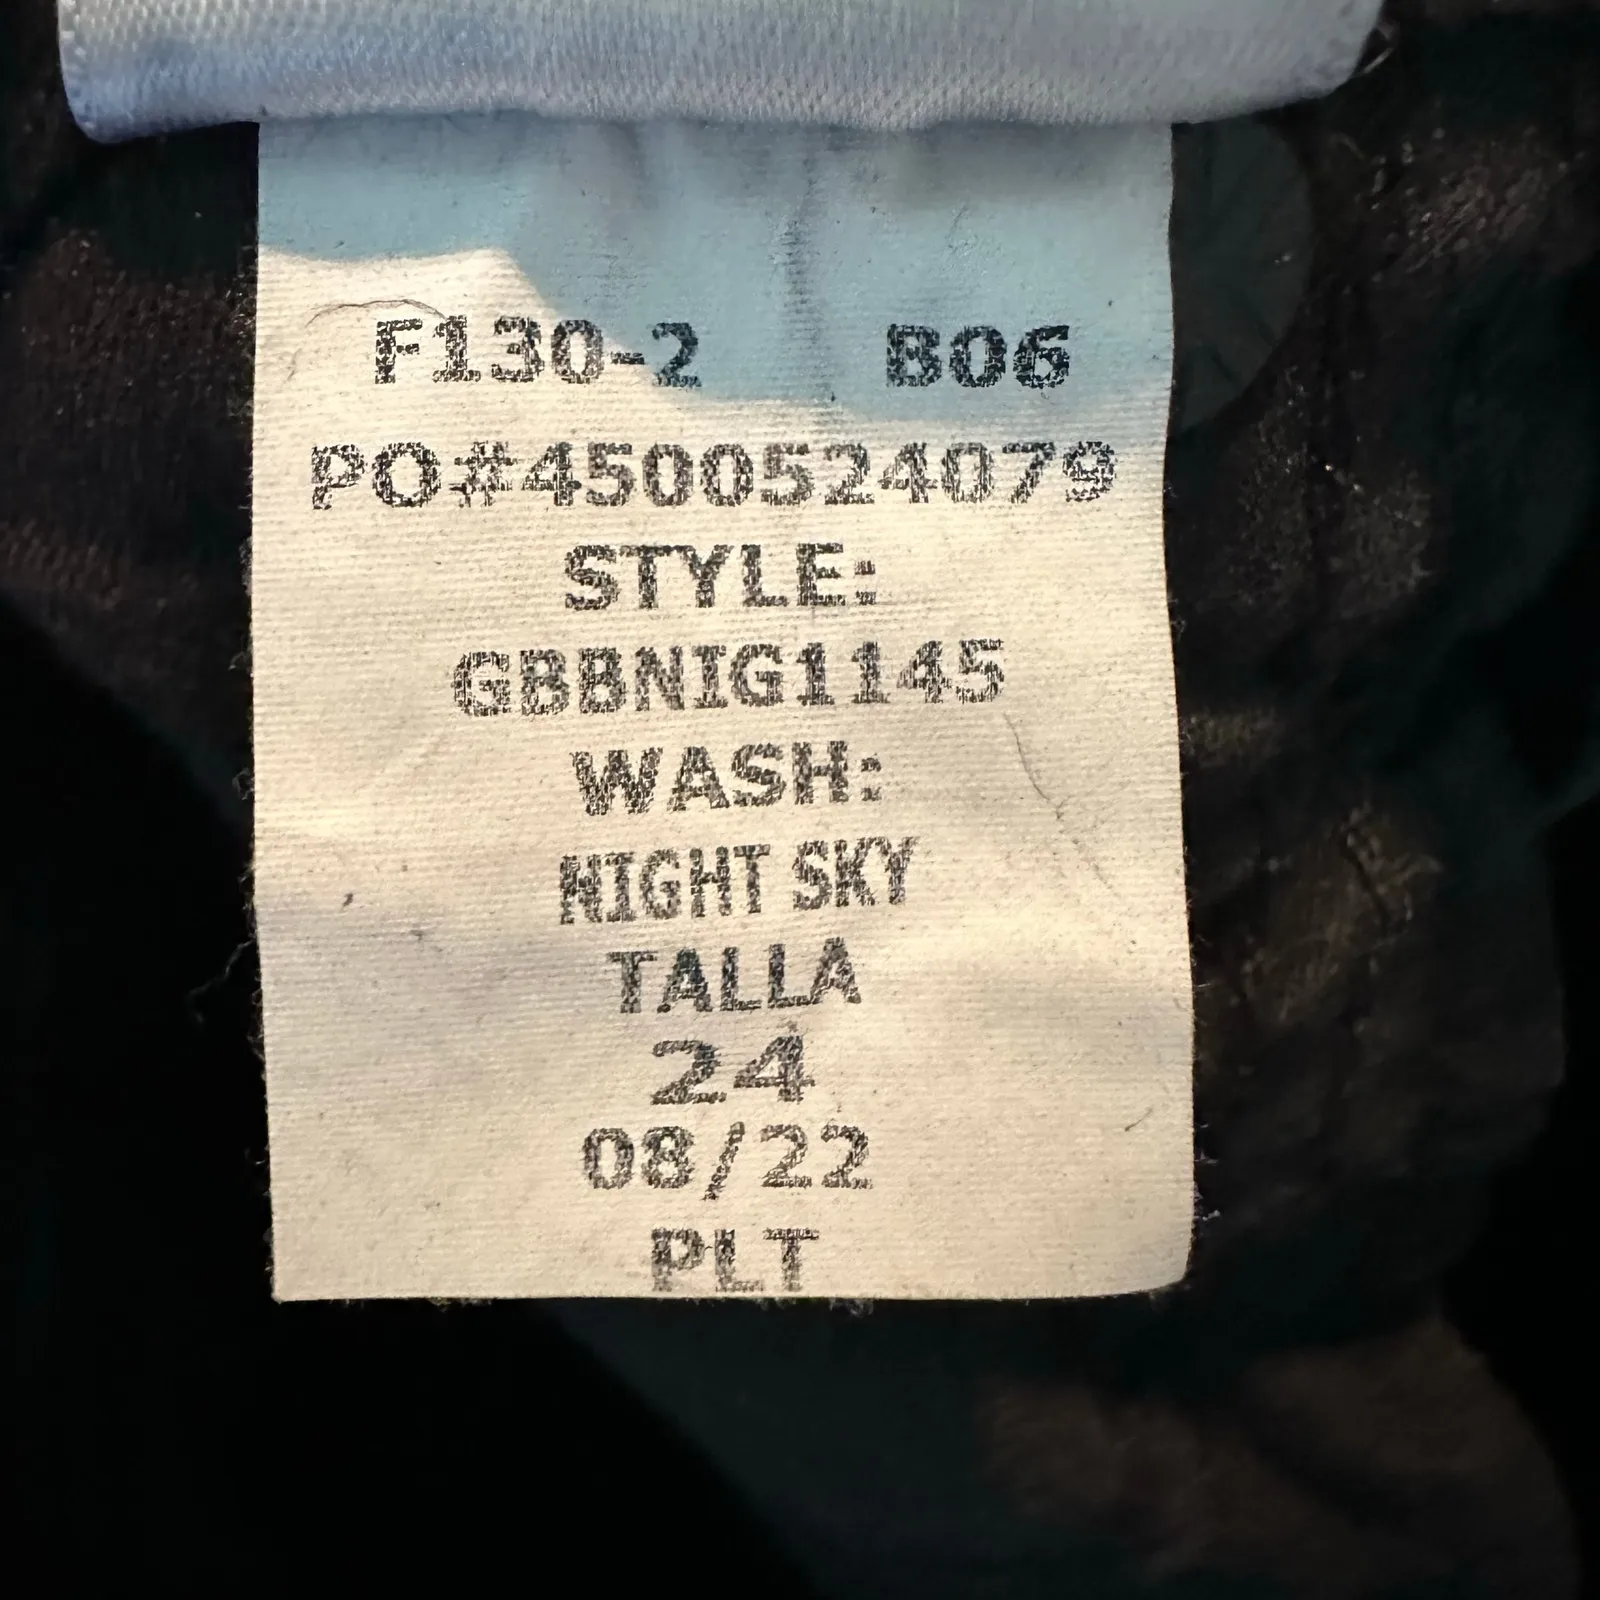 F130-2 B06
PO#4500524079
STYLE:
GBBNIG1145
WASH:
NIGHT SKY
TALLA
24
08/22
PLT